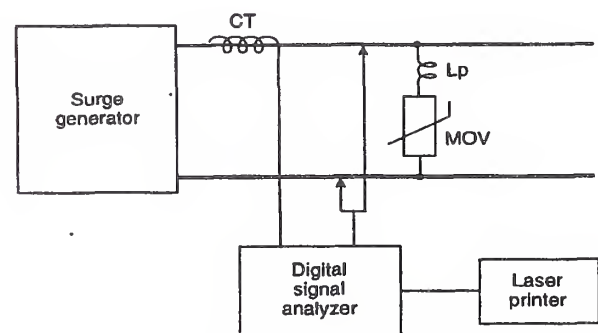 CT
Surge
generator
Lp
MOV
Digital
signal
analyzer
Laser
printer